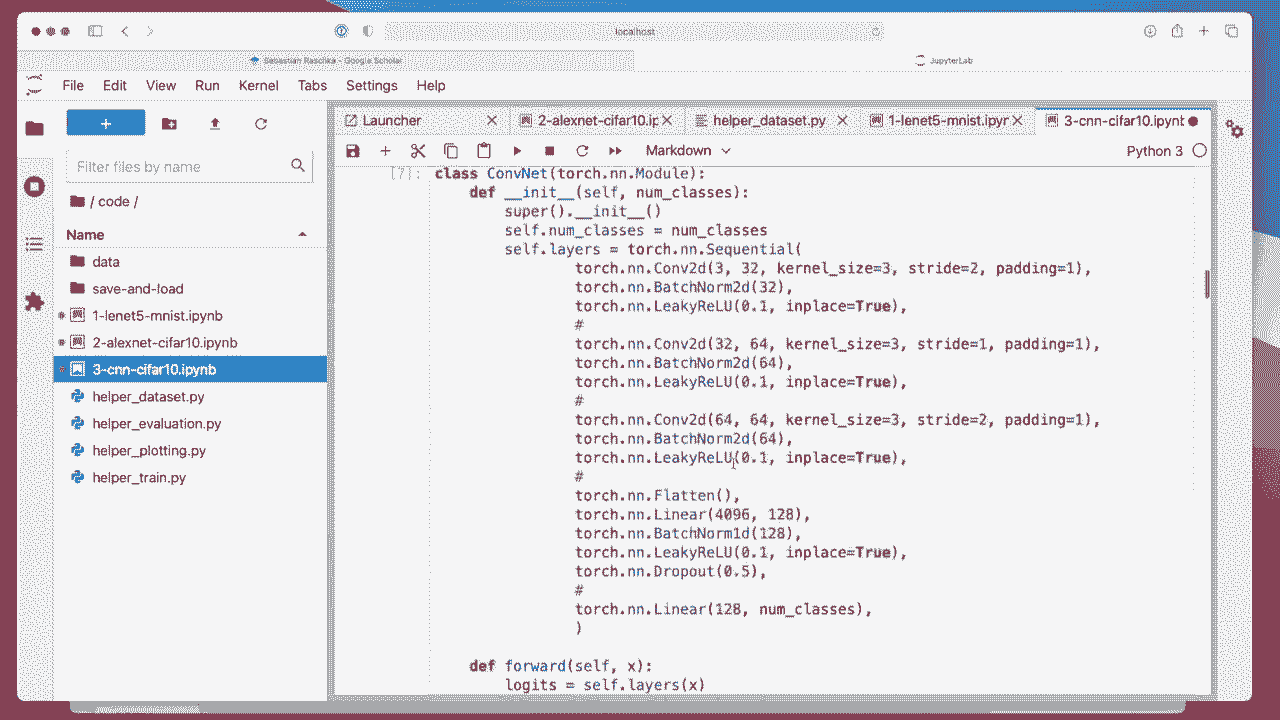 localhost
Sebastian Raschka - Google Scholar
JupyterLab
File Edit View Run Kernel Tabs Settings Help
Launcher
2-alexnet-cifar10.ip
helper_dataset.py
1-lenet5-mnist.ipyr
3-cnn-cifar10.ipynt
Markdown
Python 3
Filter files by name
/ code /
Name
data
save-and-load
1-lenet5-mnist.ipynb
2-alexnet-cifar10.ipynb
3-cnn-cifar10.ipynb
helper_dataset.py
helper_evaluation.py
helper_plotting.py
helper_train.py
[7]: class ConvNet(torch.nn.Module):
def __init__(self, num_classes):
super().__init__()
self.num_classes = num_classes
self.layers = torch.nn.Sequential(
torch.nn.Conv2d(3, 32, kernel_size=3, stride=2, padding=1),
torch.nn.BatchNorm2d(32),
torch.nn.LeakyReLU(0.1, inplace=True),
#
torch.nn.Conv2d(32, 64, kernel_size=3, stride=1, padding=1),
torch.nn.BatchNorm2d(64),
torch.nn.LeakyReLU(0.1, inplace=True),
#
torch.nn.Conv2d(64, 64, kernel_size=3, stride=2, padding=1),
torch.nn.BatchNorm2d(64),
torch.nn.LeakyReLU(0.1, inplace=True),
#
torch.nn.Flatten(),
torch.nn.Linear(4096, 128),
torch.nn.BatchNorm1d(128),
torch.nn.LeakyReLU(0.1, inplace=True),
torch.nn.Dropout(0.5),
#
torch.nn.Linear(128, num_classes),
)
def forward(self, x):
logits = self.layers(x)